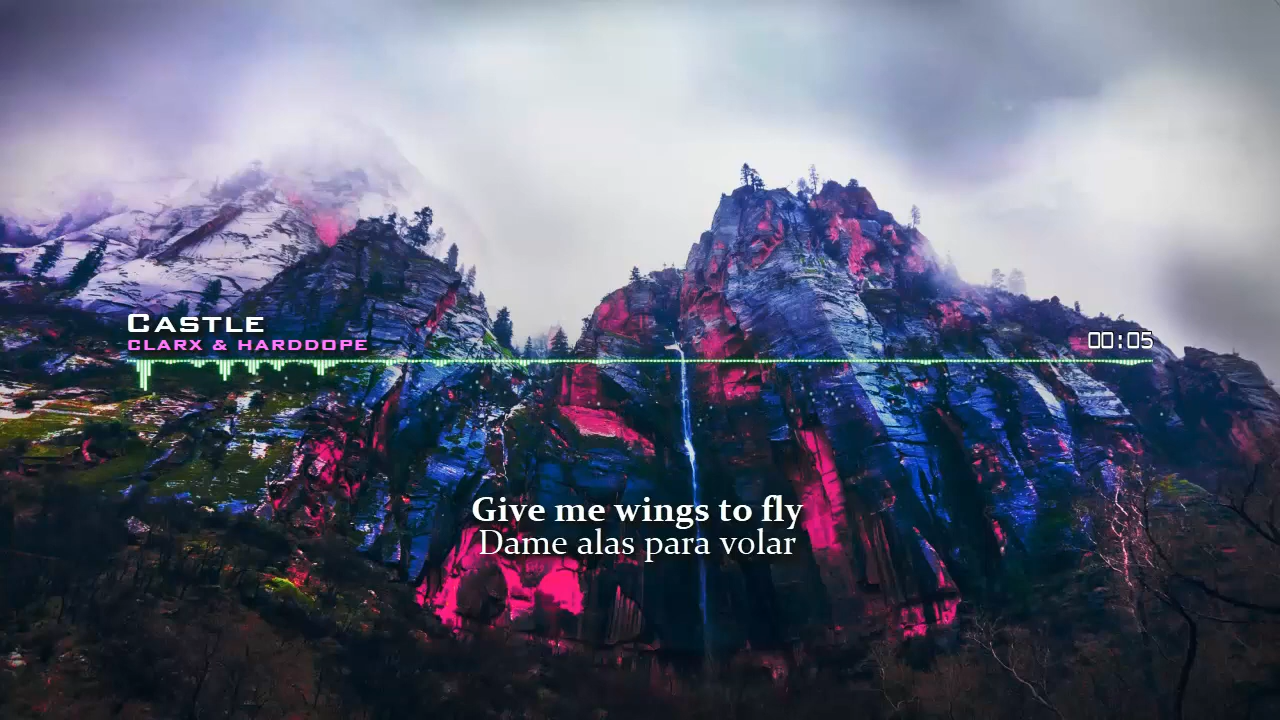 Castle
CLARX & HARDDOPE
00:05
Give me wings to fly
Dame alas para volar